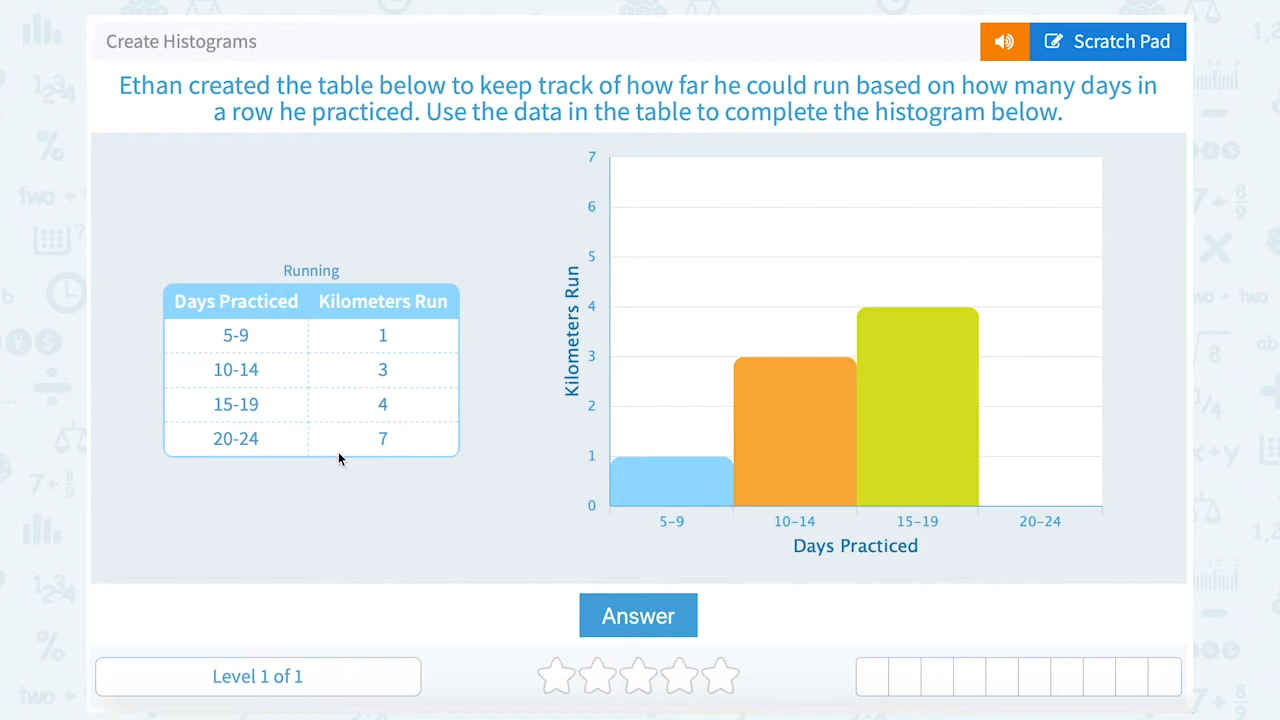 Create Histograms
Scratch Pad
Ethan created the table below to keep track of how far he could run based on how many days in
a row he practiced. Use the data in the table to complete the histogram below.
Running
Days Practiced Kilometers Run
5-9 1
10-14 3
15-19 4
20-24 7
Kilometers Run
7
6
5
4
3
2
1
0
5-9 10-14 15-19 20-24
Days Practiced
Answer
Level 1 of 1